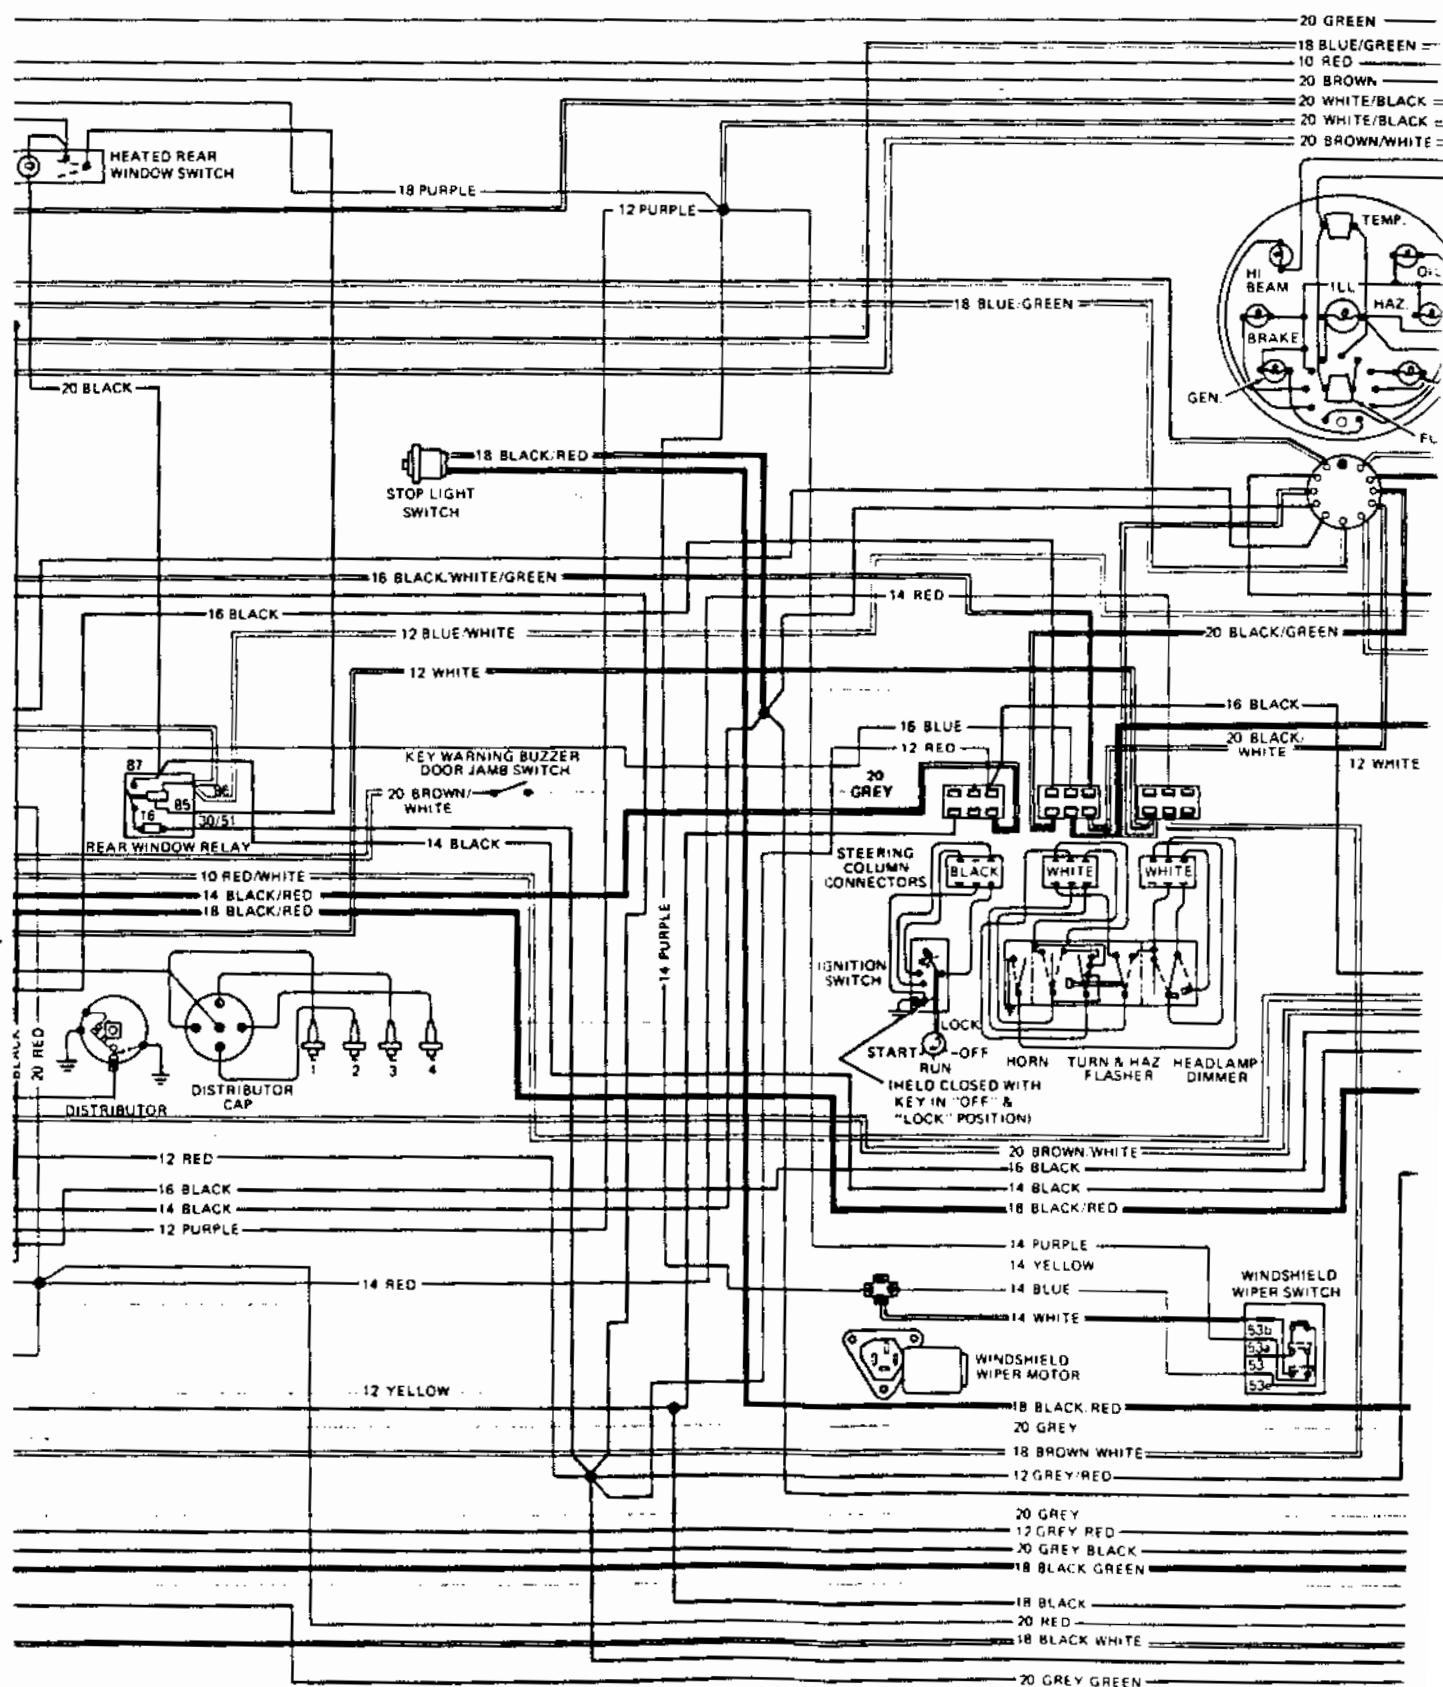 20 GREEN
18 BLUE/GREEN
10 RED
20 BROWN
20 WHITE/BLACK
20 WHITE/BLACK
20 BROWN/WHITE
HEATED REAR
WINDOW SWITCH
18 PURPLE
12 PURPLE
TEMP.
HI
BEAM
ILL
HAZ.
BRAKE
GEN.
18 BLUE/GREEN
20 BLACK
18 BLACK/RED
STOP LIGHT
SWITCH
16 BLACK/WHITE/GREEN
14 RED
16 BLACK
12 BLUE/WHITE
20 BLACK/GREEN
12 WHITE
16 BLACK
16 BLUE
12 RED
20 BLACK/
WHITE
12 WHITE
KEY WARNING BUZZER
DOOR JAMB SWITCH
20 BROWN/
WHITE
20
GREY
87
86
85
T6
30/51
REAR WINDOW RELAY
14 BLACK
STEERING
COLUMN
CONNECTORS
BLACK
WHITE
WHITE
10 RED/WHITE
14 BLACK/RED
18 BLACK/RED
14 PURPLE
IGNITION
SWITCH
LOCK
START
OFF
RUN
HORN
TURN & HAZ
FLASHER
HEADLAMP
DIMMER
(HELD CLOSED WITH
KEY IN "OFF" &
"LOCK" POSITION)
BLACK
20 RED
1
2
3
4
DISTRIBUTOR
DISTRIBUTOR
CAP
20 BROWN/WHITE
12 RED
16 BLACK
16 BLACK
14 BLACK
14 BLACK
18 BLACK/RED
12 PURPLE
14 PURPLE
14 YELLOW
14 RED
14 BLUE
14 WHITE
WINDSHIELD
WIPER SWITCH
53b
53a
53
53e
WINDSHIELD
WIPER MOTOR
12 YELLOW
18 BLACK/RED
20 GREY
18 BROWN WHITE
12 GREY/RED
20 GREY
12 GREY RED
20 GREY BLACK
18 BLACK GREEN
18 BLACK
20 RED
18 BLACK WHITE
20 GREY GREEN